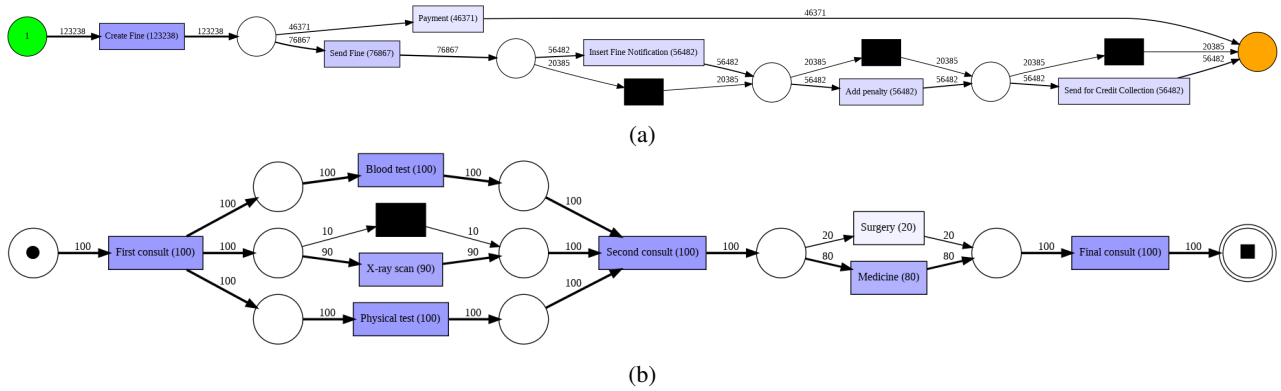 1
123238
Create Fine (123238)
123238
46371
Payment (46371)
46371
76867
Send Fine (76867)
76867
56482
Insert Fine Notification (56482)
56482
20385
20385
20385
20385
56482
Add penalty (56482)
56482
20385
20385
56482
Send for Credit Collection (56482)
56482
(a)
100
First consult (100)
100
100
Blood test (100)
100
100
100
10
10
90
X-ray scan (90)
90
100
100
100
Physical test (100)
100
100
Second consult (100)
100
20
Surgery (20)
20
80
Medicine (80)
80
100
Final consult (100)
100
(b)